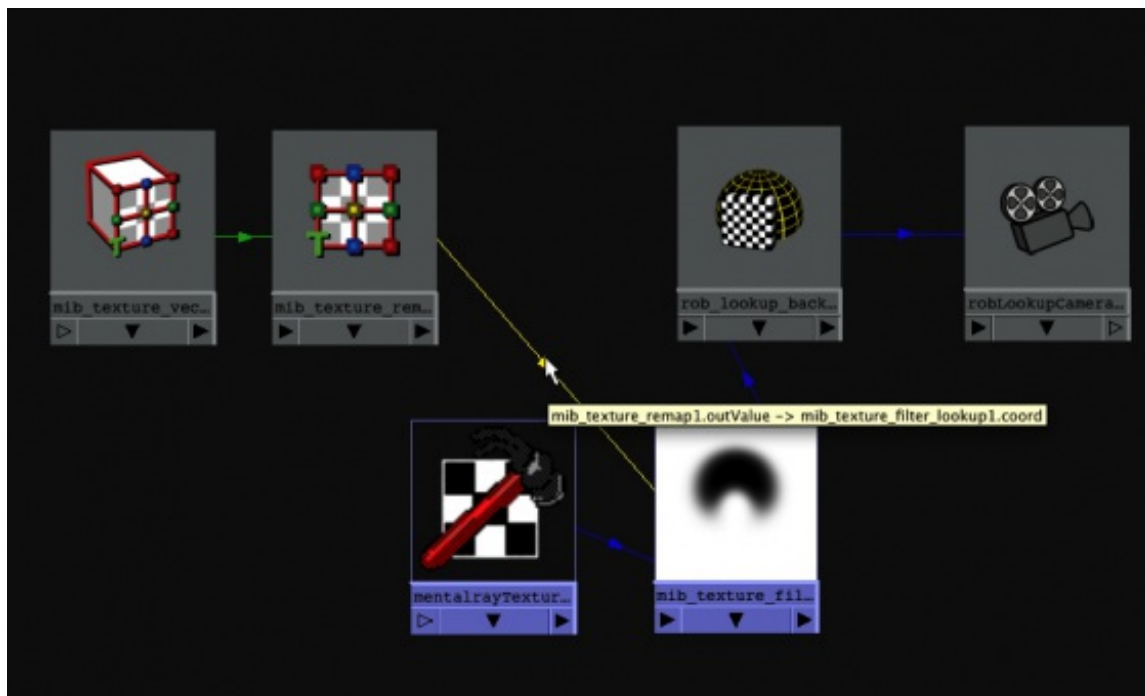 mib_texture_vec...
mib_texture_rem...
rob_lookup_back...
robLookupCamera...
mib_texture_remap1.outValue -> mib_texture_filter_lookup1.coord
mentalrayTextur...
mib_texture_fil...